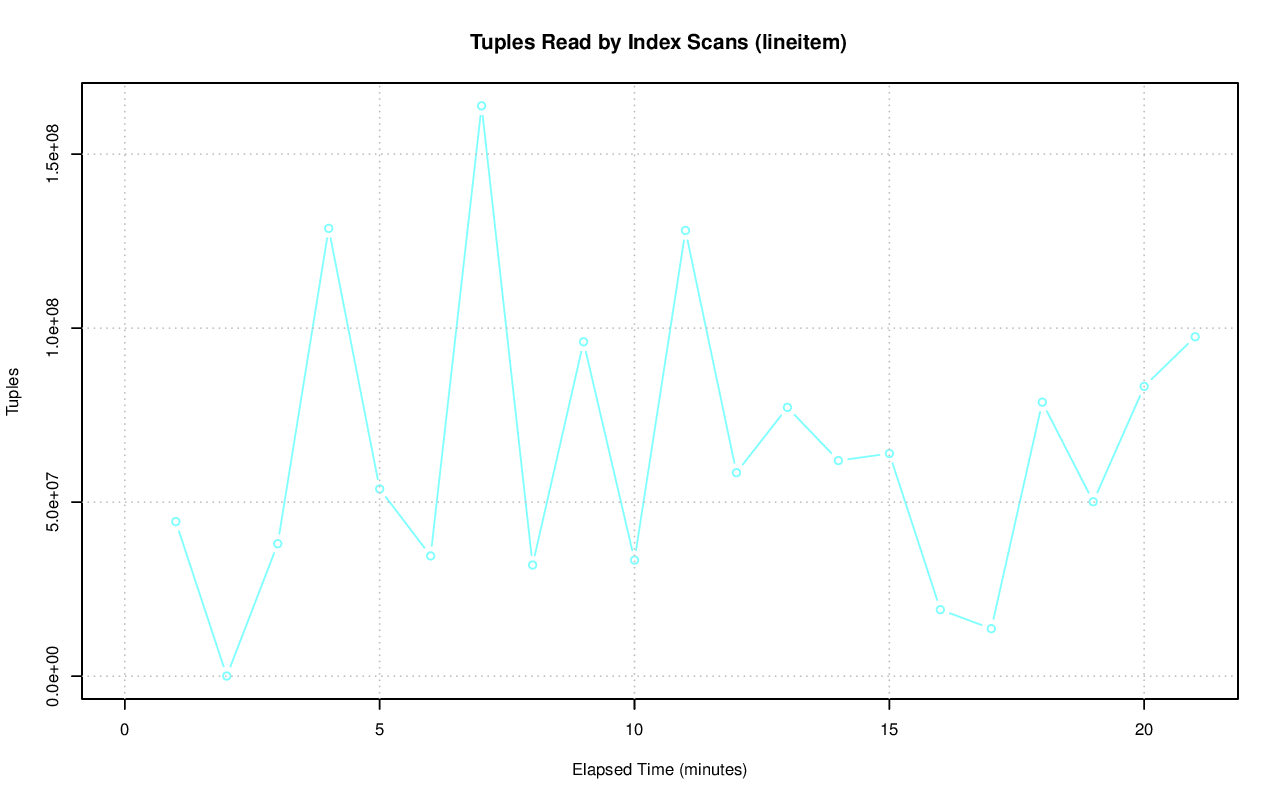 Tuples Read by Index Scans (lineitem)
Tuples
1.5e+08
1.0e+08
5.0e+07
0.0e+00
0 5 10 15 20
Elapsed Time (minutes)